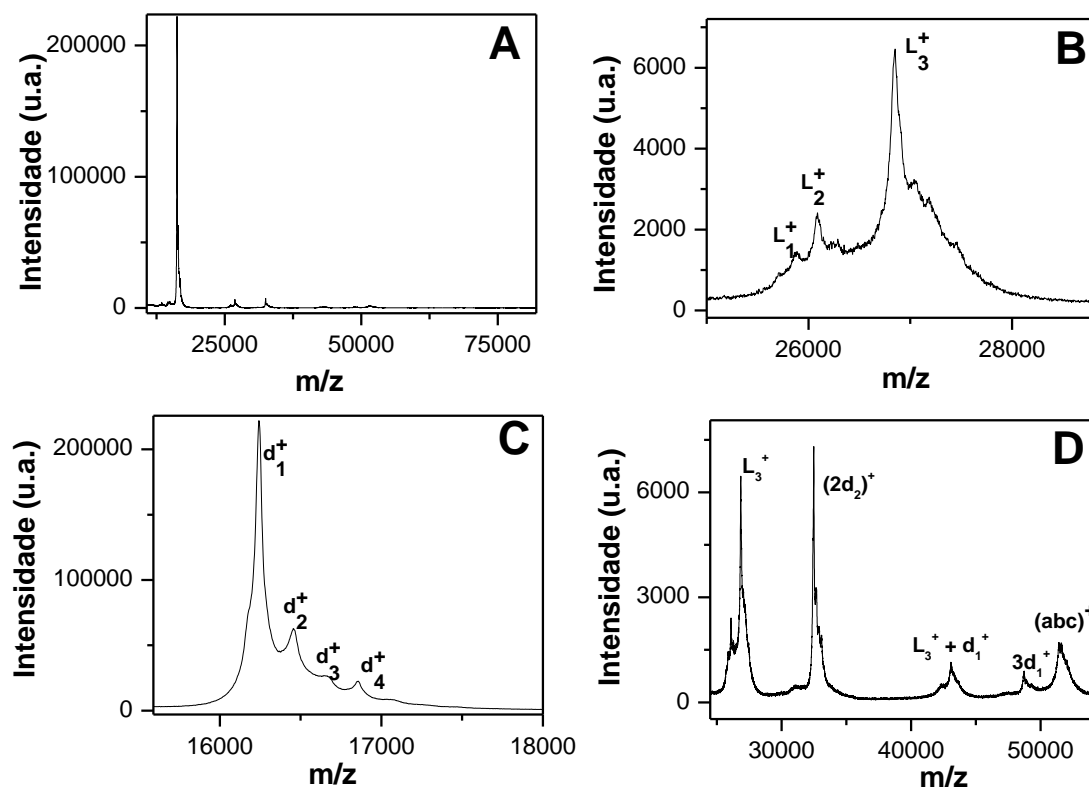 A
Intensidade (u.a.)
200000
100000
0
25000 50000 75000
m/z
B
Intensidade (u.a.)
6000
4000
2000
0
L₁⁺
L₂⁺
L₃⁺
26000 27000 28000
m/z
C
Intensidade (u.a.)
200000
100000
0
d₁⁺
d₂⁺
d₃⁺
d₄⁺
16000 17000 18000
m/z
D
Intensidade (u.a.)
6000
3000
0
L₃⁺
(2d₂)⁺
L₃⁺ + d₁⁺
3d₁⁺
(abc)⁺
30000 40000 50000
m/z